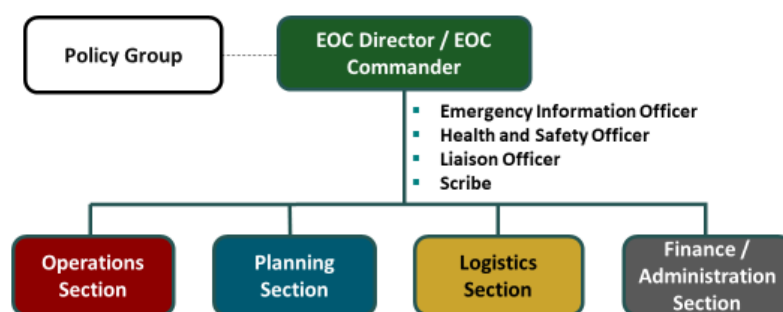 Policy Group
EOC Director / EOC
Commander
Emergency Information Officer
Health and Safety Officer
Liaison Officer
Scribe
Operations
Section
Planning
Section
Logistics
Section
Finance /
Administration
Section